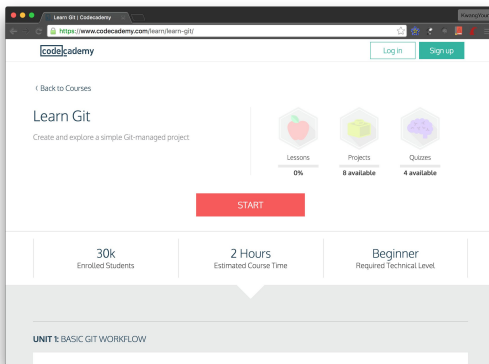 Learn Git | Codecademy
https://www.codecademy.com/learn/learn-git/
codecademy
Log in
Sign up
Back to Courses
Learn Git
Create and explore a simple Git-managed project
Lessons
Projects
Quizzes
0%
8 available
4 available
START
30k
2 Hours
Beginner
Enrolled Students
Estimated Course Time
Required Technical Level
UNIT 1: BASIC GIT WORKFLOW